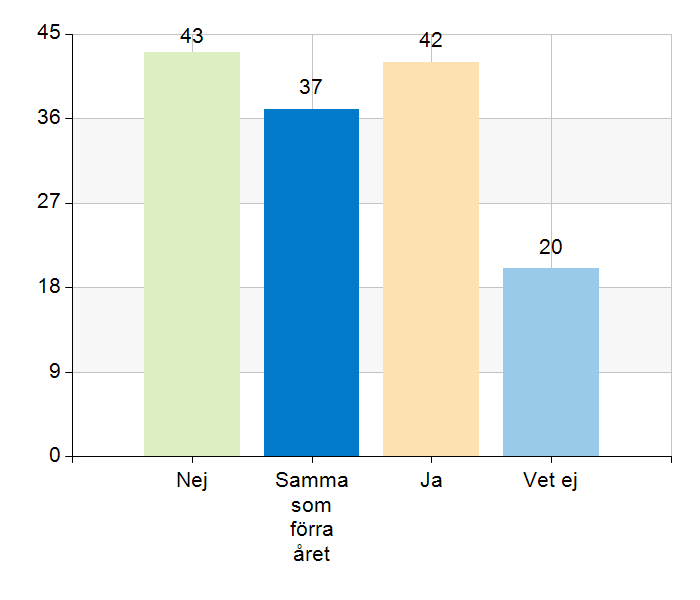 45
36
27
18
9
0
43
37
42
20
Nej
Samma
som
förra
året
Ja
Vet ej